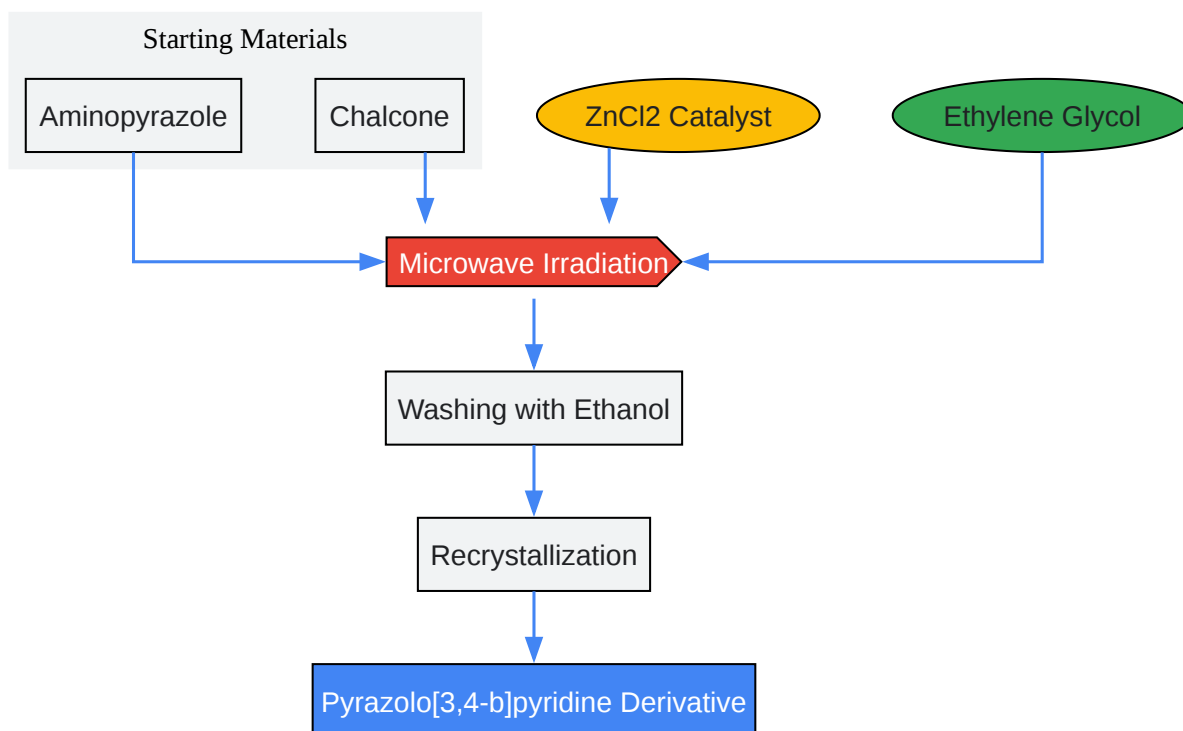 Starting Materials
Aminopyrazole
Chalcone
ZnCl2 Catalyst
Ethylene Glycol
Microwave Irradiation
Washing with Ethanol
Recrystallization
Pyrazolo[3,4-b]pyridine Derivative